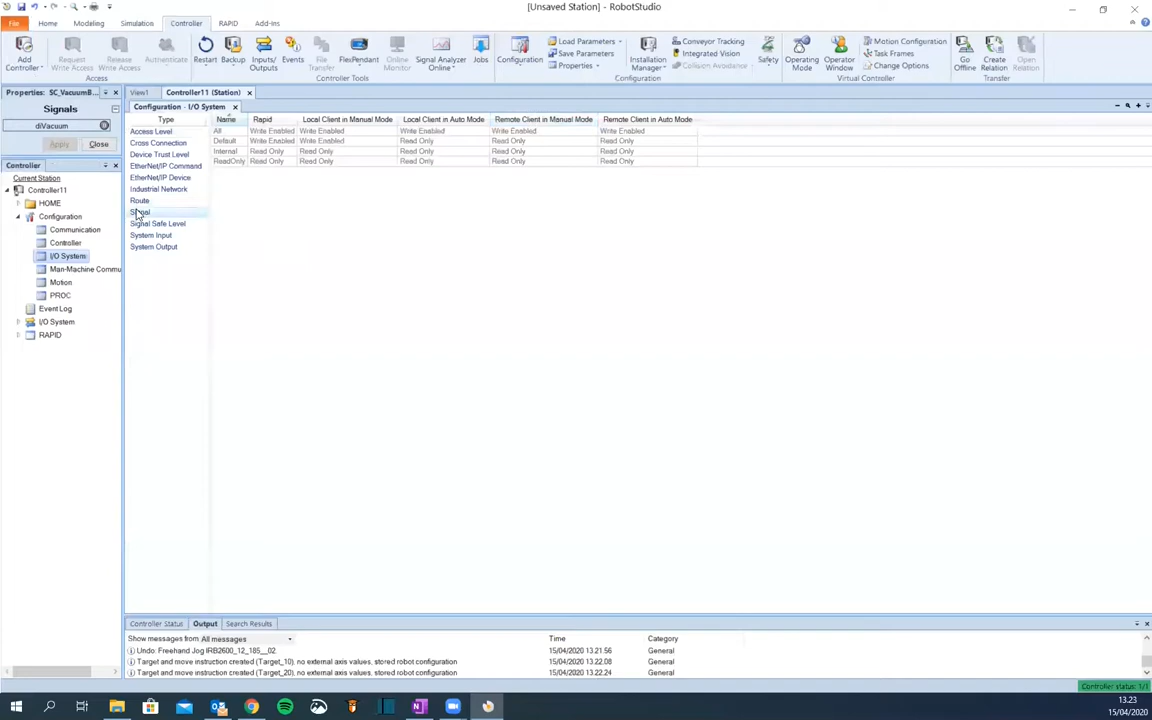 [Unsaved Station] - RobotStudio
File Home Modeling Simulation Controller RAPID Add-Ins
Add Controller
Request Write Access
Release Write Access
Authenticate
Access
Restart
Backup
Inputs/ Outputs
Events
File Transfer
FlexPendant
Online Monitor
Signal Analyzer Online
Jobs
Controller Tools
Configuration
Load Parameters
Save Parameters
Properties
Installation Manager
Conveyor Tracking
Integrated Vision
Collision Avoidance
Configuration
Safety
Operating Mode
Operator Window
Motion Configuration
Task Frames
Change Options
Virtual Controller
Go Offline
Create Relation
Open Relation
Transfer
Properties: SC_VacuumB...
Signals
diVacuum
Apply Close
Controller
Current Station
Controller11
HOME
Configuration
Communication
Controller
I/O System
Man-Machine Commu
Motion
PROC
Event Log
I/O System
RAPID
View1 Controller11 (Station)
Configuration - I/O System
Type
Access Level
Cross Connection
Device Trust Level
EtherNet/IP Command
EtherNet/IP Device
Industrial Network
Route
Signal
Signal Safe Level
System Input
System Output
Name Rapid Local Client in Manual Mode Local Client in Auto Mode Remote Client in Manual Mode Remote Client in Auto Mode
All Write Enabled Write Enabled Write Enabled Write Enabled Write Enabled
Default Write Enabled Write Enabled Read Only Read Only Read Only
Internal Read Only Read Only Read Only Read Only Read Only
ReadOnly Read Only Read Only Read Only Read Only Read Only
Controller Status Output Search Results
Show messages from All messages Time Category
Undo: Freehand Jog IRB2600_12_185__02. 15/04/2020 13.21.56 General
Target and move instruction created (Target_10), no external axis values, stored robot configuration 15/04/2020 13.22.08 General
Target and move instruction created (Target_20), no external axis values, stored robot configuration 15/04/2020 13.22.24 General
Controller status: 1/1
13.23
15/04/2020